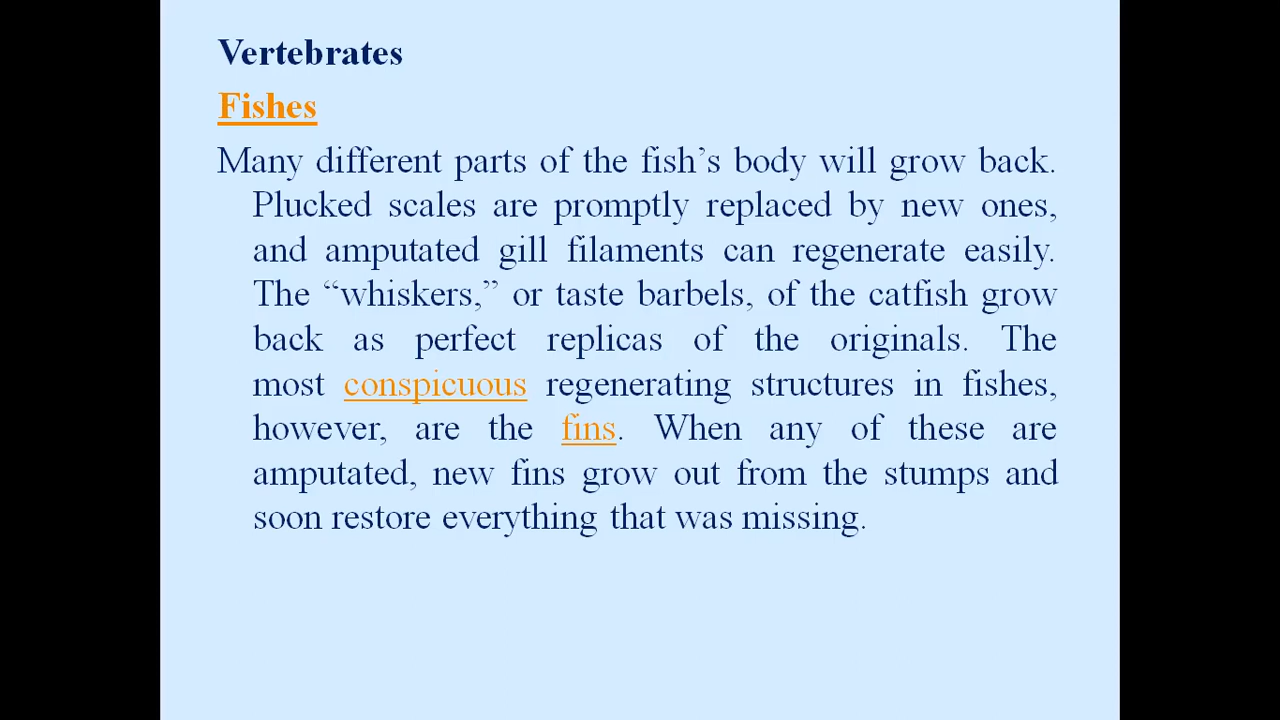 Vertebrates
Fishes
Many different parts of the fish’s body will grow back.
Plucked scales are promptly replaced by new ones,
and amputated gill filaments can regenerate easily.
The “whiskers,” or taste barbels, of the catfish grow
back as perfect replicas of the originals. The
most conspicuous regenerating structures in fishes,
however, are the fins. When any of these are
amputated, new fins grow out from the stumps and
soon restore everything that was missing.